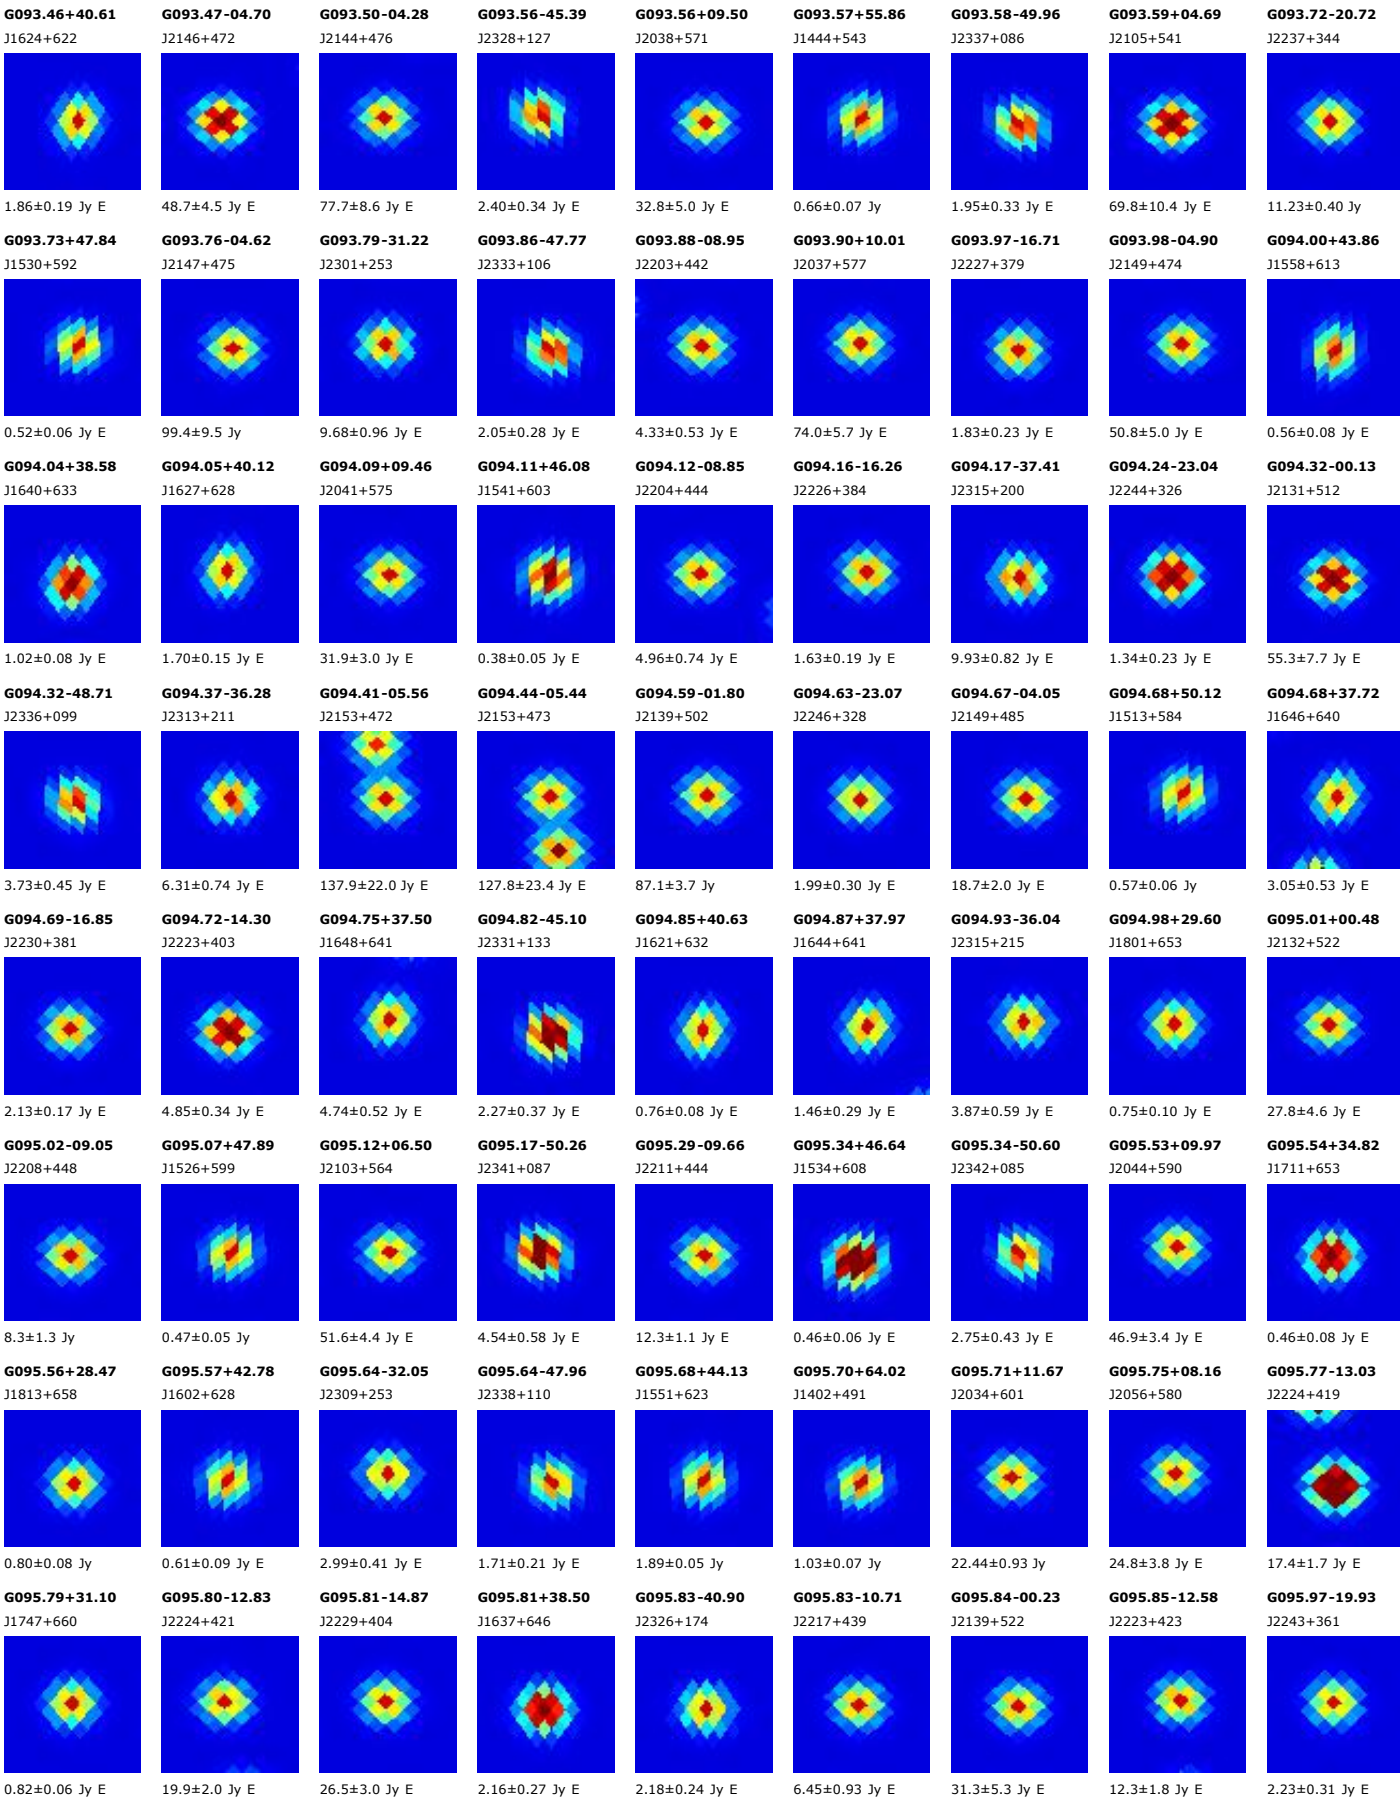 G093.46+40.61 G093.47-04.70 G093.50-04.28 G093.56-45.39 G093.56+09.50 G093.57+55.86 G093.58-49.96 G093.59+04.69 G093.72-20.72
J1624+622 J2146+472 J2144+476 J2328+127 J2038+571 J1444+543 J2337+086 J2105+541 J2237+344
1.86±0.19 Jy E 48.7±4.5 Jy E 77.7±8.6 Jy E 2.40±0.34 Jy E 32.8±5.0 Jy E 0.66±0.07 Jy 1.95±0.33 Jy E 69.8±10.4 Jy E 11.23±0.40 Jy
G093.73+47.84 G093.76-04.62 G093.79-31.22 G093.86-47.77 G093.88-08.95 G093.90+10.01 G093.97-16.71 G093.98-04.90 G094.00+43.86
J1530+592 J2147+475 J2301+253 J2333+106 J2203+442 J2037+577 J2227+379 J2149+474 J1558+613
0.52±0.06 Jy E 99.4±9.5 Jy 9.68±0.96 Jy E 2.05±0.28 Jy E 4.33±0.53 Jy E 74.0±5.7 Jy E 1.83±0.23 Jy E 50.8±5.0 Jy E 0.56±0.08 Jy E
G094.04+38.58 G094.05+40.12 G094.09+09.46 G094.11+46.08 G094.12-08.85 G094.16-16.26 G094.17-37.41 G094.24-23.04 G094.32-00.13
J1640+633 J1627+628 J2041+575 J1541+603 J2204+444 J2226+384 J2315+200 J2244+326 J2131+512
1.02±0.08 Jy E 1.70±0.15 Jy E 31.9±3.0 Jy E 0.38±0.05 Jy E 4.96±0.74 Jy E 1.63±0.19 Jy E 9.93±0.82 Jy E 1.34±0.23 Jy E 55.3±7.7 Jy E
G094.32-48.71 G094.37-36.28 G094.41-05.56 G094.44-05.44 G094.59-01.80 G094.63-23.07 G094.67-04.05 G094.68+50.12 G094.68+37.72
J2336+099 J2313+211 J2153+472 J2153+473 J2139+502 J2246+328 J2149+485 J1513+584 J1646+640
3.73±0.45 Jy E 6.31±0.74 Jy E 137.9±22.0 Jy E 127.8±23.4 Jy E 87.1±3.7 Jy 1.99±0.30 Jy E 18.7±2.0 Jy E 0.57±0.06 Jy 3.05±0.53 Jy E
G094.69-16.85 G094.72-14.30 G094.75+37.50 G094.82-45.10 G094.85+40.63 G094.87+37.97 G094.93-36.04 G094.98+29.60 G095.01+00.48
J2230+381 J2223+403 J1648+641 J2331+133 J1621+632 J1644+641 J2315+215 J1801+653 J2132+522
2.13±0.17 Jy E 4.85±0.34 Jy E 4.74±0.52 Jy E 2.27±0.37 Jy E 0.76±0.08 Jy E 1.46±0.29 Jy E 3.87±0.59 Jy E 0.75±0.10 Jy E 27.8±4.6 Jy E
G095.02-09.05 G095.07+47.89 G095.12+06.50 G095.17-50.26 G095.29-09.66 G095.34+46.64 G095.34-50.60 G095.53+09.97 G095.54+34.82
J2208+448 J1526+599 J2103+564 J2341+087 J2211+444 J1534+608 J2342+085 J2044+590 J1711+653
8.3±1.3 Jy 0.47±0.05 Jy 51.6±4.4 Jy E 4.54±0.58 Jy E 12.3±1.1 Jy E 0.46±0.06 Jy E 2.75±0.43 Jy E 46.9±3.4 Jy E 0.46±0.08 Jy E
G095.56+28.47 G095.57+42.78 G095.64-32.05 G095.64-47.96 G095.68+44.13 G095.70+64.02 G095.71+11.67 G095.75+08.16 G095.77-13.03
J1813+658 J1602+628 J2309+253 J2338+110 J1551+623 J1402+491 J2034+601 J2056+580 J2224+419
0.80±0.08 Jy 0.61±0.09 Jy E 2.99±0.41 Jy E 1.71±0.21 Jy E 1.89±0.05 Jy 1.03±0.07 Jy 22.44±0.93 Jy 24.8±3.8 Jy E 17.4±1.7 Jy E
G095.79+31.10 G095.80-12.83 G095.81-14.87 G095.81+38.50 G095.83-40.90 G095.83-10.71 G095.84-00.23 G095.85-12.58 G095.97-19.93
J1747+660 J2224+421 J2229+404 J1637+646 J2326+174 J2217+439 J2139+522 J2223+423 J2243+361
0.82±0.06 Jy E 19.9±2.0 Jy E 26.5±3.0 Jy E 2.16±0.27 Jy E 2.18±0.24 Jy E 6.45±0.93 Jy E 31.3±5.3 Jy E 12.3±1.8 Jy E 2.23±0.31 Jy E